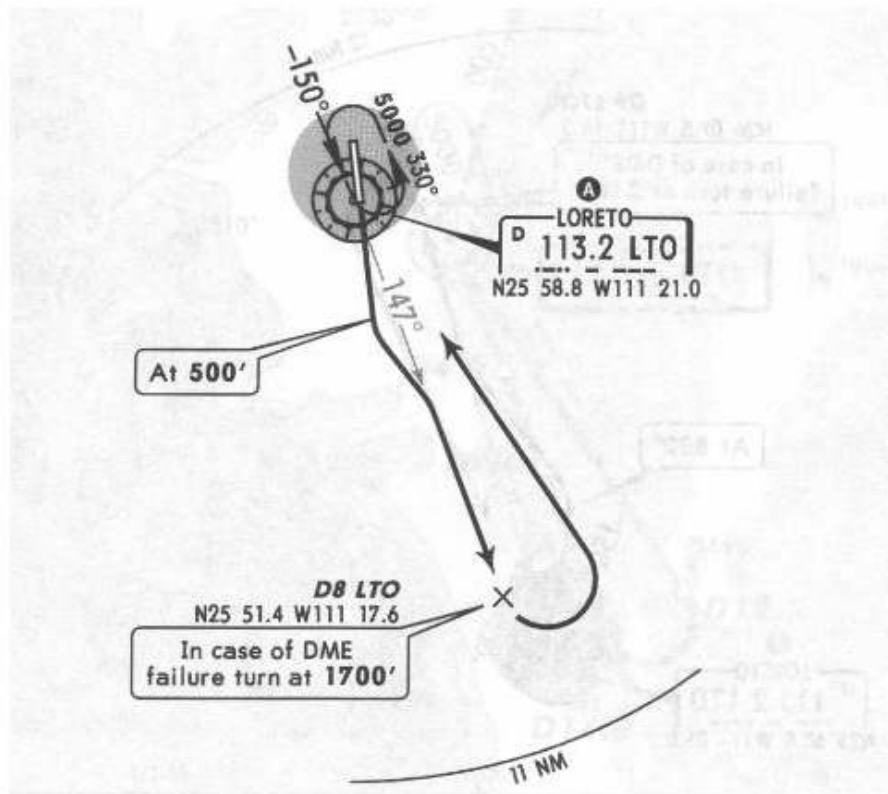 -150°
5000 330°
A
LORETO
D 113.2 LTO
N25 58.8 W111 21.0
147°
At 500'
D8 LTO
N25 51.4 W111 17.6
In case of DME
failure turn at 1700'
11 NM